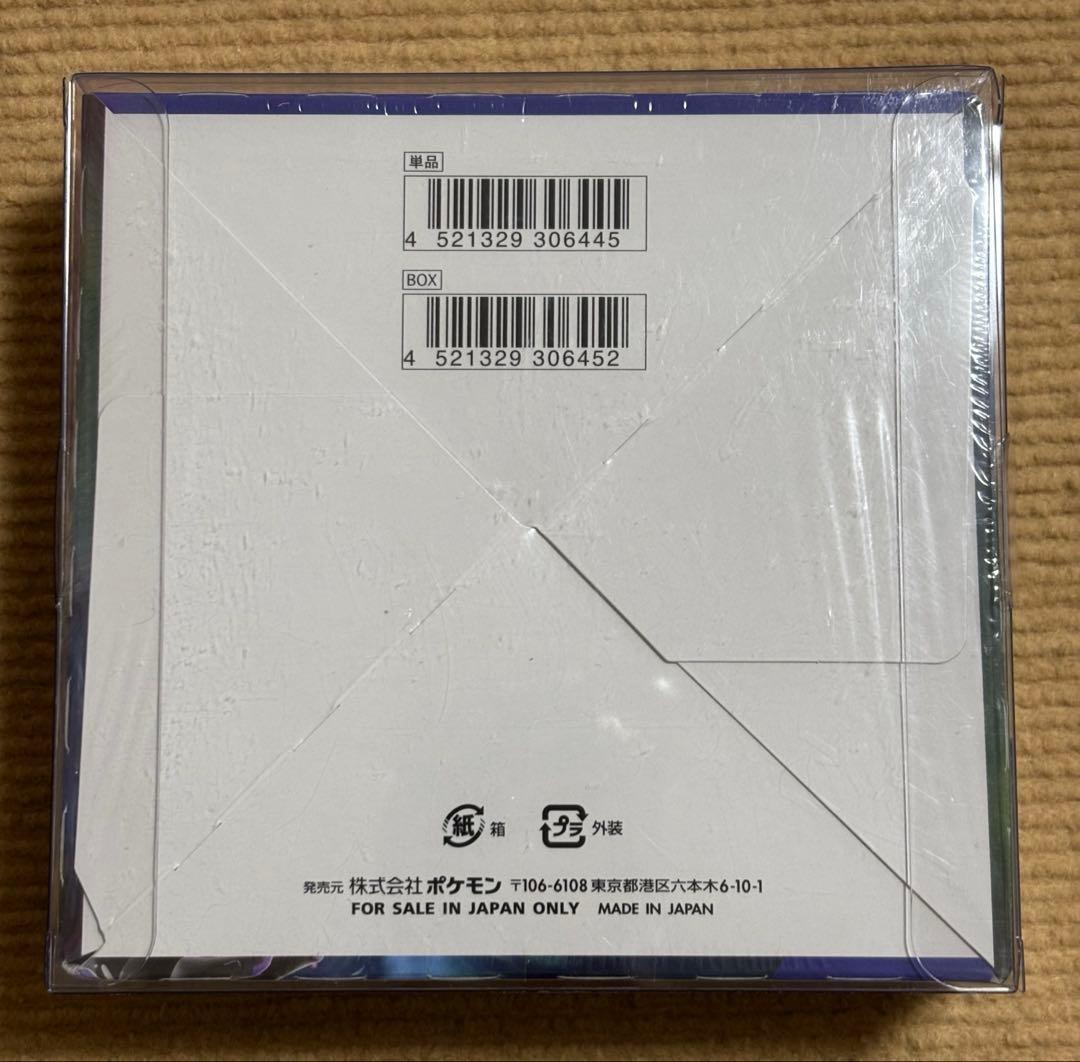 単品
4 521329 306445
BOX
4 521329 306452
紙 箱 プラ 外装
発売元 株式会社 ポケモン 〒106-6108 東京都港区六本木6-10-1
FOR SALE IN JAPAN ONLY MADE IN JAPAN